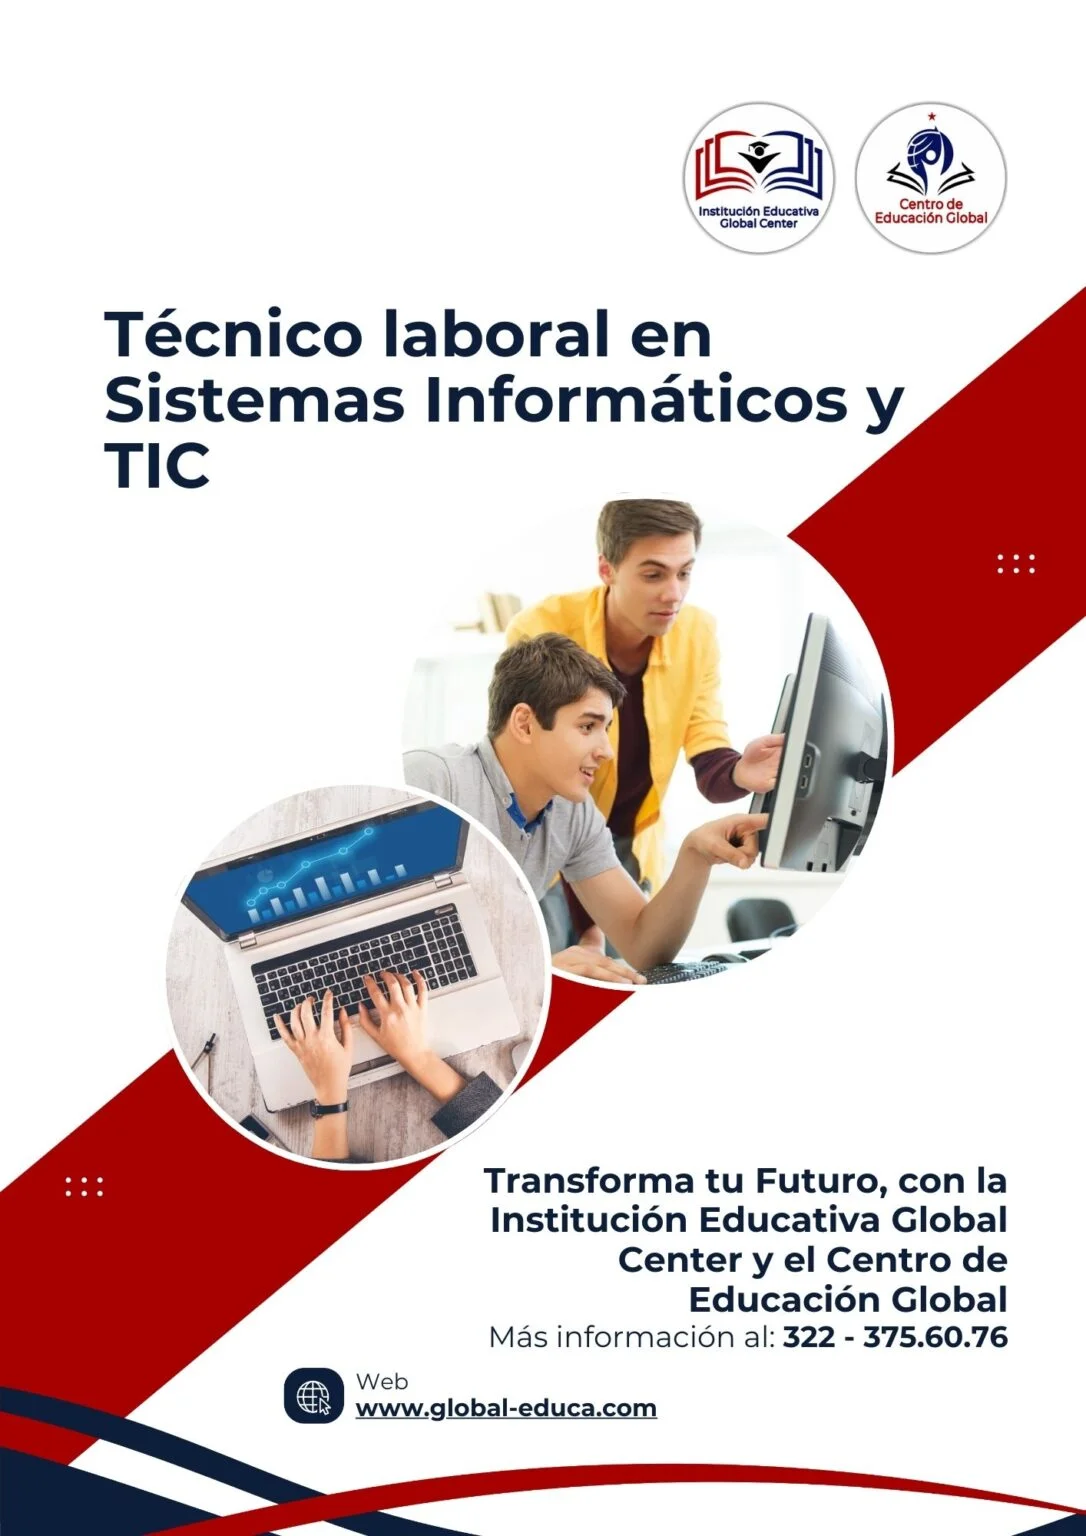 Institución Educativa
Global Center
Centro de
Educación Global
Técnico laboral en
Sistemas Informáticos y
TIC
Transforma tu Futuro, con la
Institución Educativa Global
Center y el Centro de
Educación Global
Más información al: 322 - 375.60.76
Web
www.global-educa.com